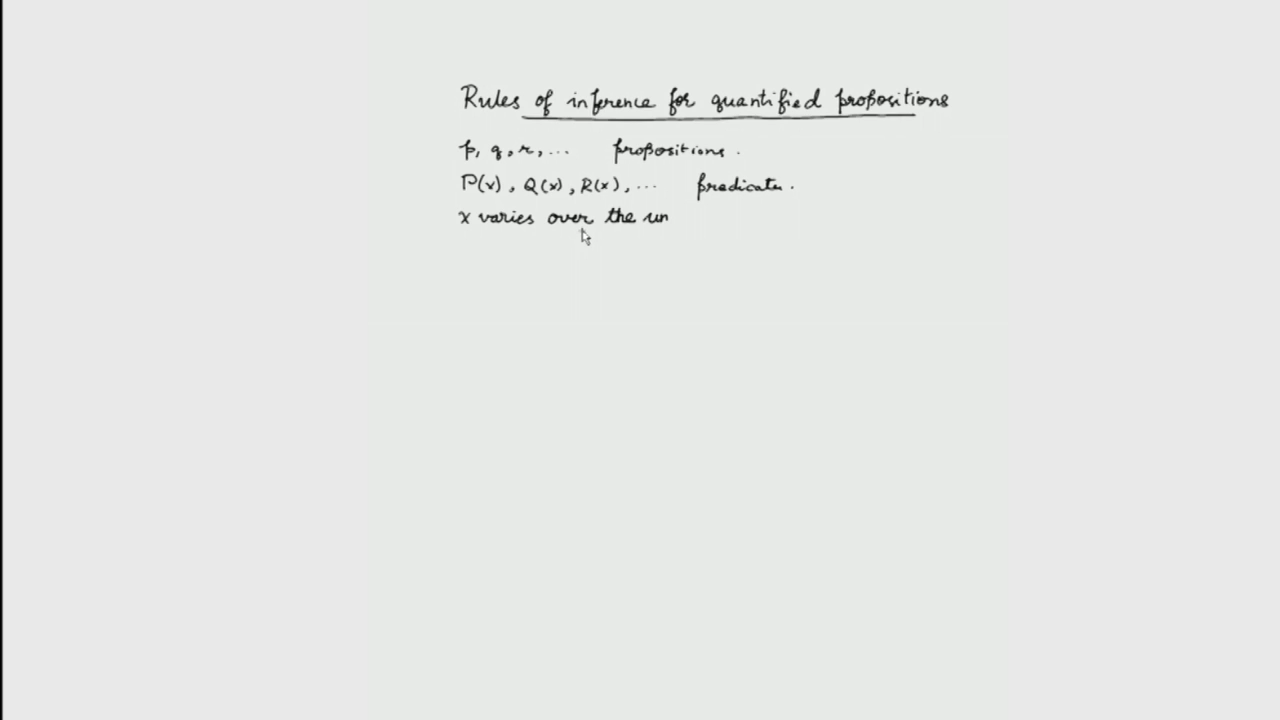 Rules of inference for quantified propositions
p, q, r, ... propositions.
P(x), Q(x), R(x), ... predicates.
x varies over the un